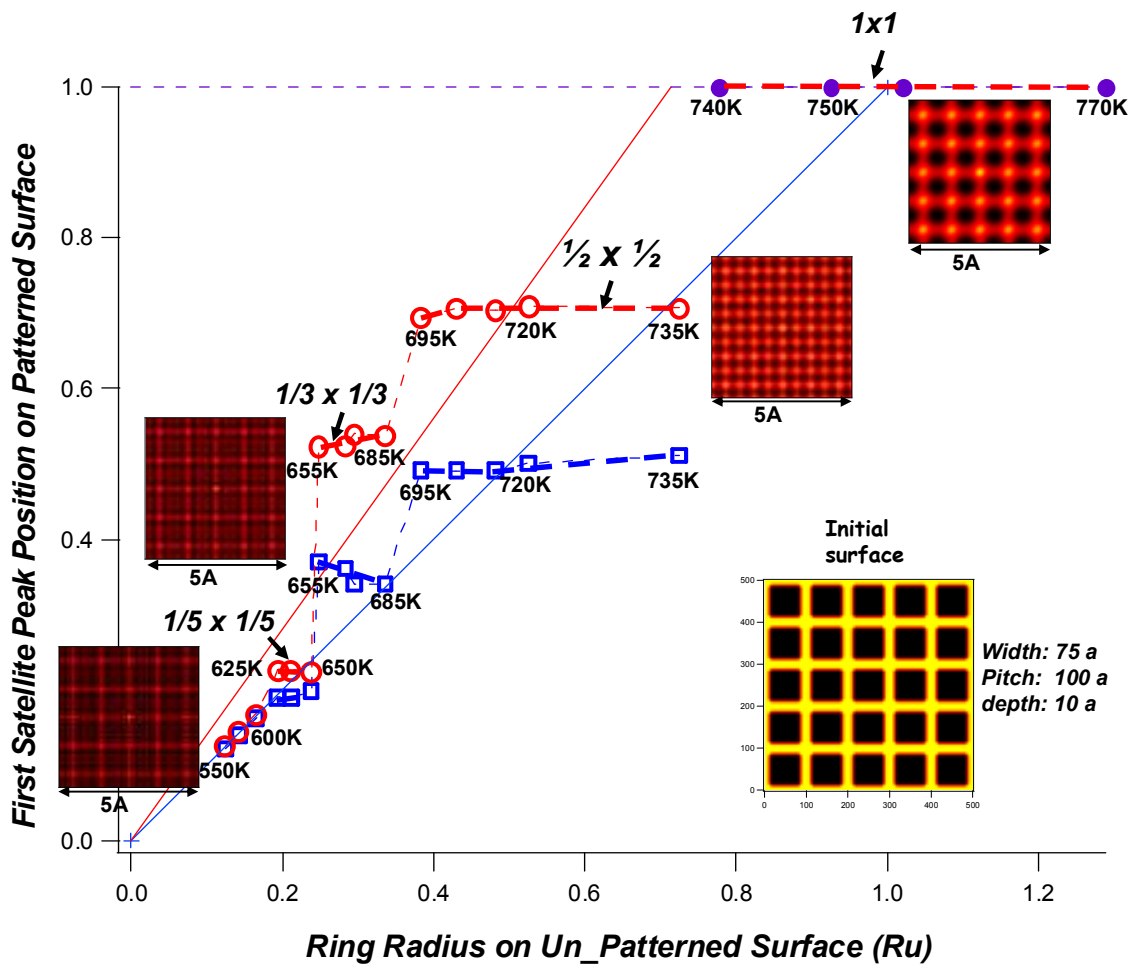 1x1
1.0
740K
750K
770K
5A
0.8
½ x ½
695K
720K
735K
5A
0.6
1/3 x 1/3
655K
685K
695K
720K
735K
5A
0.4
655K
685K
1/5 x 1/5
625K
650K
600K
550K
5A
0.2
0.0
First Satellite Peak Position on Patterned Surface
Initial
surface
500
400
300
200
100
0
0 100 200 300 400 500
Width: 75 a
Pitch: 100 a
depth: 10 a
0.0 0.2 0.4 0.6 0.8 1.0 1.2
Ring Radius on Un_Patterned Surface (Ru)